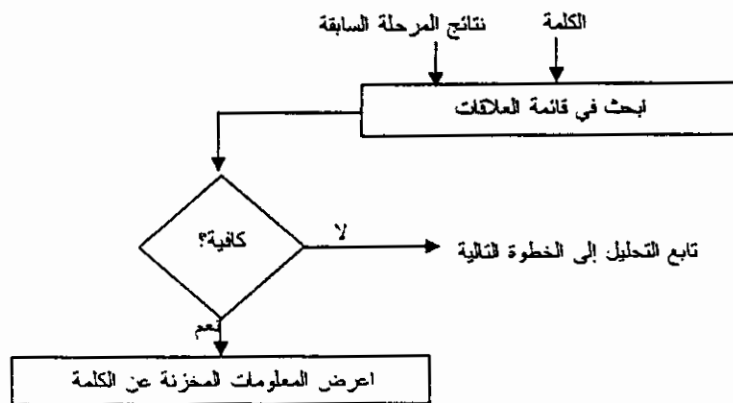 الكلمة
نتائج المرحلة السابقة
ابحث في قائمة العلاقات
كافية؟
لا
تابع التحليل إلى الخطوة التالية
نعم
اعرض المعلومات المخزنة عن الكلمة